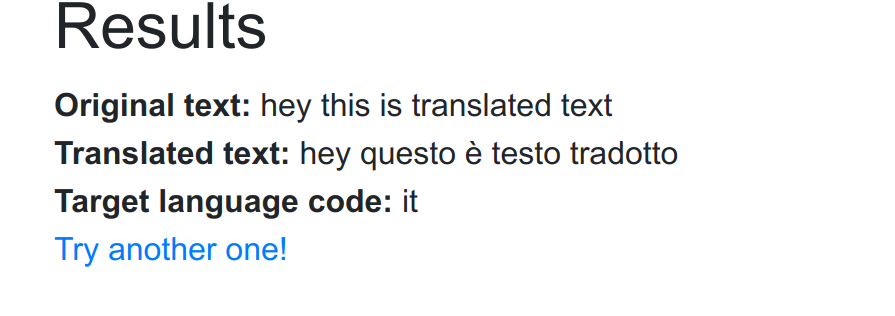 Results
Original text: hey this is translated text
Translated text: hey questo è testo tradotto
Target language code: it
Try another one!